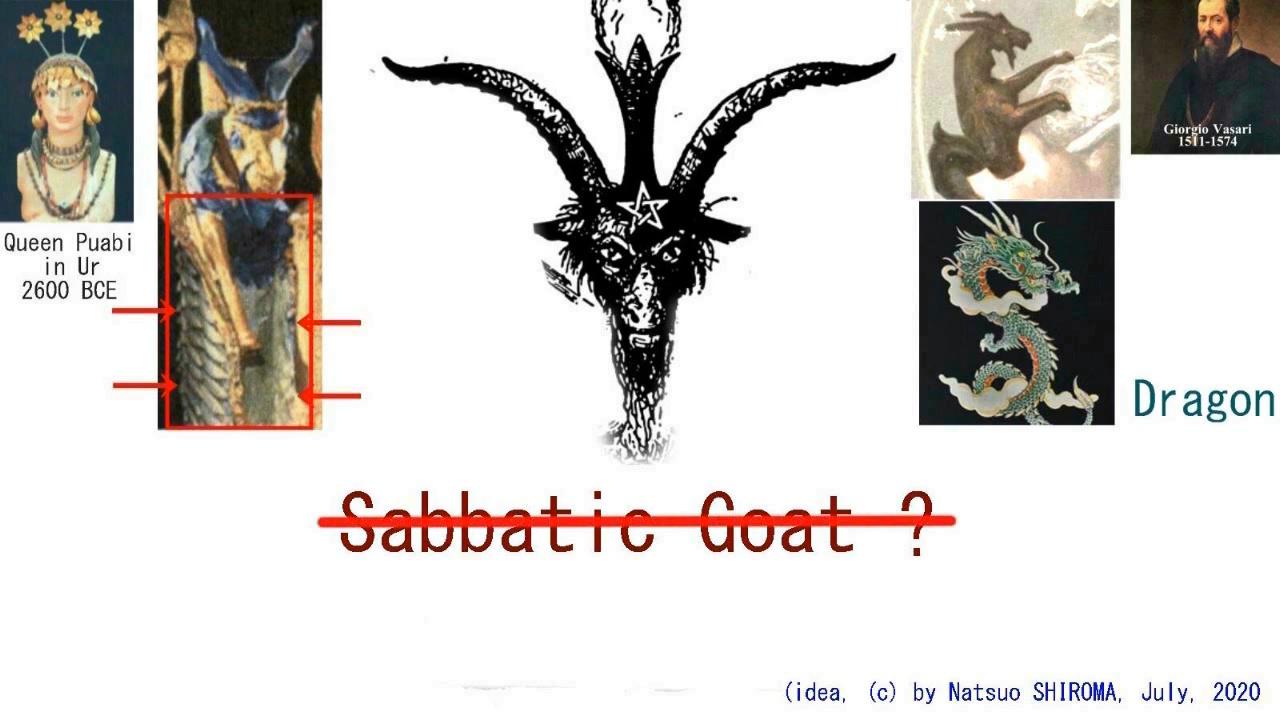 Queen Puabi
in Ur
2600 BCE
Giorgio Vasari
1511-1574
Dragon
Sabbatic Goat ?
(idea, (c) by Natsuo SHIROMA, July, 2020